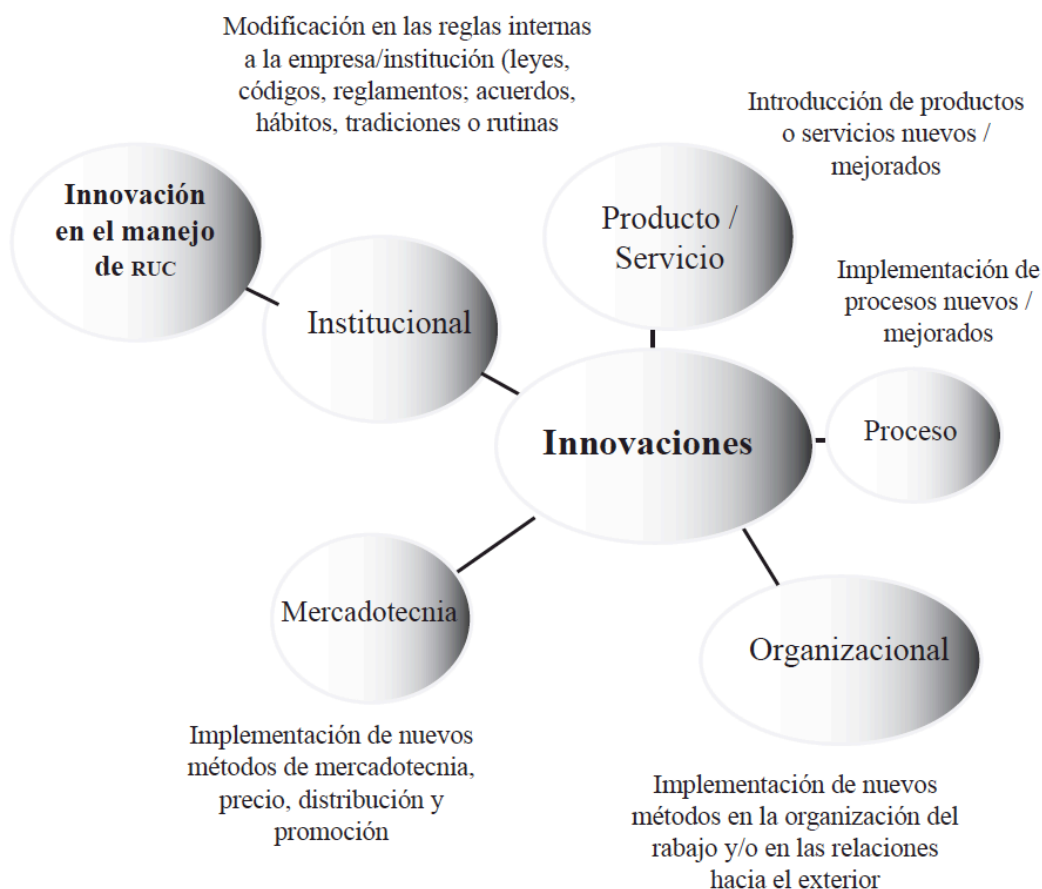 Modificación en las reglas internas
a la empresa/institución (leyes,
códigos, reglamentos; acuerdos,
hábitos, tradiciones o rutinas
Introducción de productos
o servicios nuevos /
mejorados
Innovación
en el manejo
de RUC
Producto /
Servicio
Implementación de
procesos nuevos /
mejorados
Institucional
Innovaciones
Proceso
Mercadotecnia
Organizacional
Implementación de nuevos
métodos de mercadotecnia,
precio, distribución y
promoción
Implementación de nuevos
métodos en la organización del
rabajo y/o en las relaciones
hacia el exterior